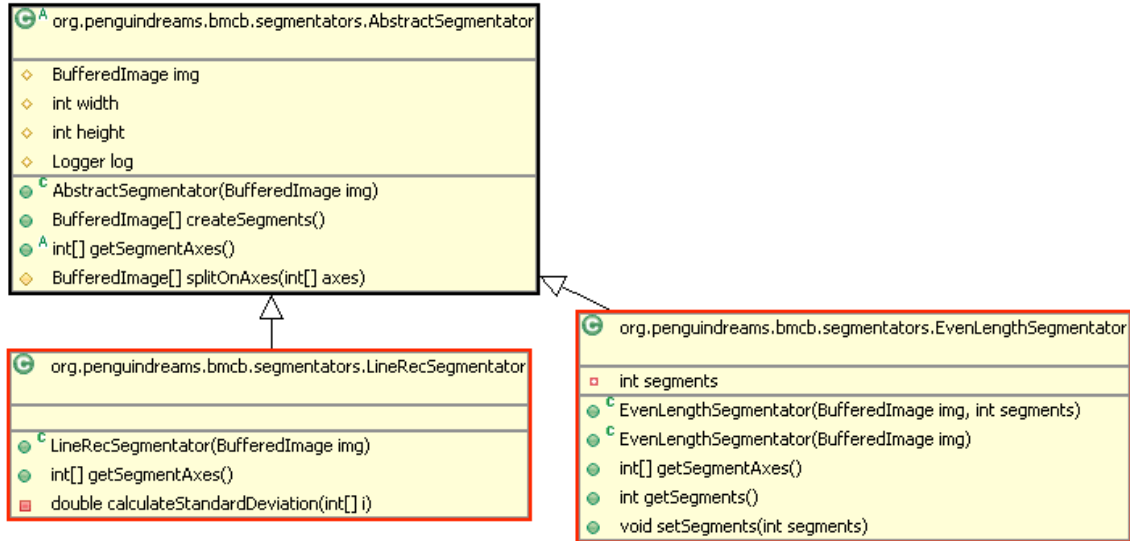 C A org.penguindreams.bmcb.segmentators.AbstractSegmentator
BufferedImage img
int width
int height
Logger log
C AbstractSegmentator(BufferedImage img)
BufferedImage[] createSegments()
A int[] getSegmentAxes()
BufferedImage[] splitOnAxes(int[] axes)
C org.penguindreams.bmcb.segmentators.LineRecSegmentator
C LineRecSegmentator(BufferedImage img)
int[] getSegmentAxes()
double calculateStandardDeviation(int[] i)
C org.penguindreams.bmcb.segmentators.EvenLengthSegmentator
int segments
C EvenLengthSegmentator(BufferedImage img, int segments)
C EvenLengthSegmentator(BufferedImage img)
int[] getSegmentAxes()
int getSegments()
void setSegments(int segments)